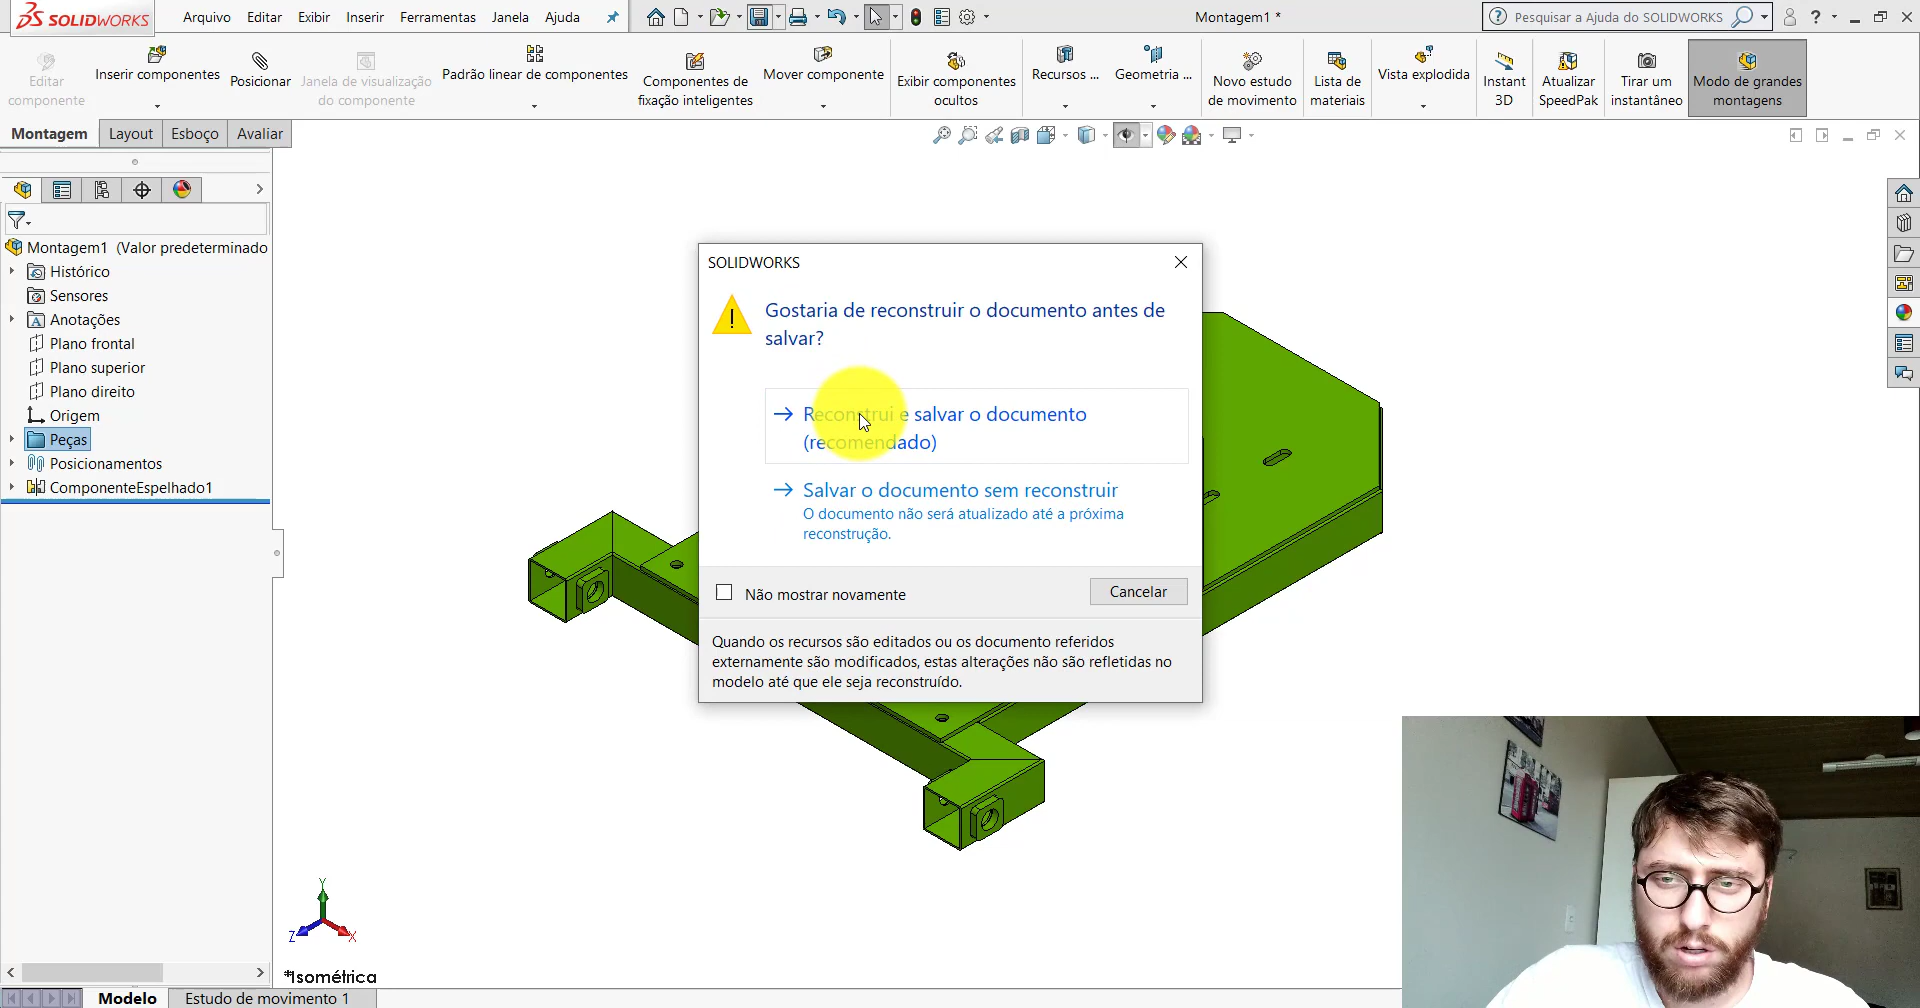 SOLIDWORKS
Arquivo Editar Exibir Inserir Ferramentas Janela Ajuda
Montagem1 *
Pesquisar a Ajuda do SOLIDWORKS
?
Editar
componente
Inserir componentes
Posicionar
Janela de visualização
do componente
Padrão linear de componentes
Componentes de
fixação inteligentes
Mover componente
Exibir componentes
ocultos
Recursos ...
Geometria ...
Novo estudo
de movimento
Lista de
materiais
Vista explodida
Instant
3D
Atualizar
SpeedPak
Tirar um
instantâneo
Modo de grandes
montagens
Montagem Layout Esboço Avaliar
Montagem1 (Valor predeterminado
Histórico
Sensores
Anotações
Plano frontal
Plano superior
Plano direito
Origem
Peças
Posicionamentos
ComponenteEspelhado1
SOLIDWORKS
Gostaria de reconstruir o documento antes de
salvar?
Reconstrui e salvar o documento
(recomendado)
Salvar o documento sem reconstruir
O documento não será atualizado até a próxima
reconstrução.
Não mostrar novamente
Cancelar
Quando os recursos são editados ou os documento referidos
externamente são modificados, estas alterações não são refletidas no
modelo até que ele seja reconstruído.
Y
Z X
*Isométrica
Modelo Estudo de movimento 1